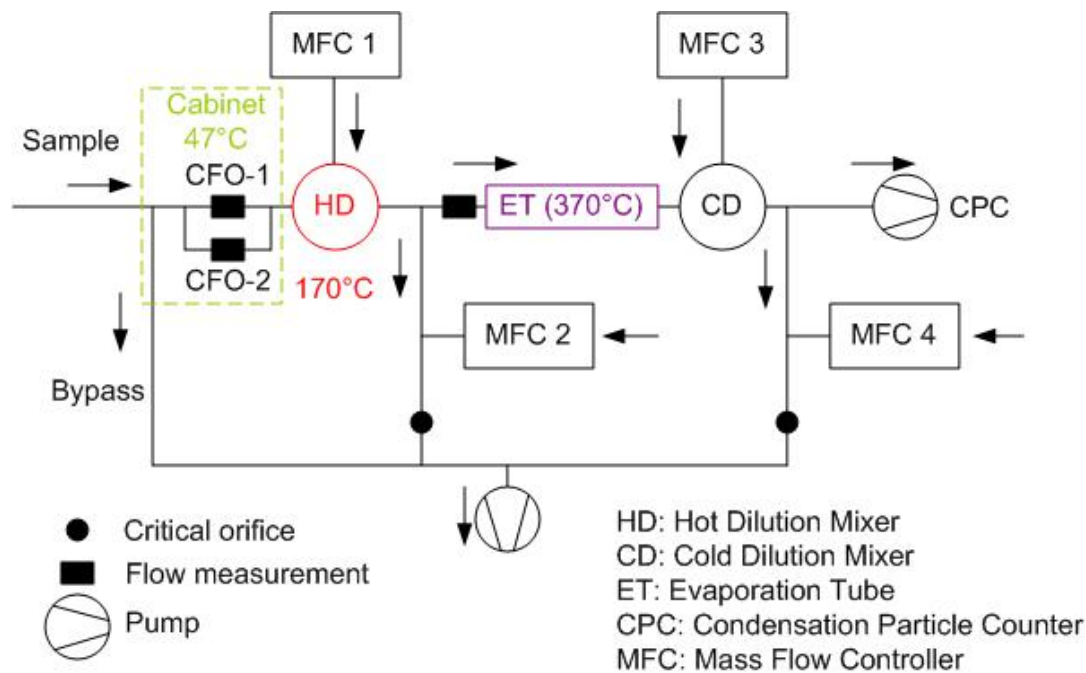 MFC 1
MFC 3
Cabinet
47°C
Sample
CFO-1
HD
ET (370°C)
CD
CPC
CFO-2
170°C
MFC 2
MFC 4
Bypass
Critical orifice
Flow measurement
Pump
HD: Hot Dilution Mixer
CD: Cold Dilution Mixer
ET: Evaporation Tube
CPC: Condensation Particle Counter
MFC: Mass Flow Controller